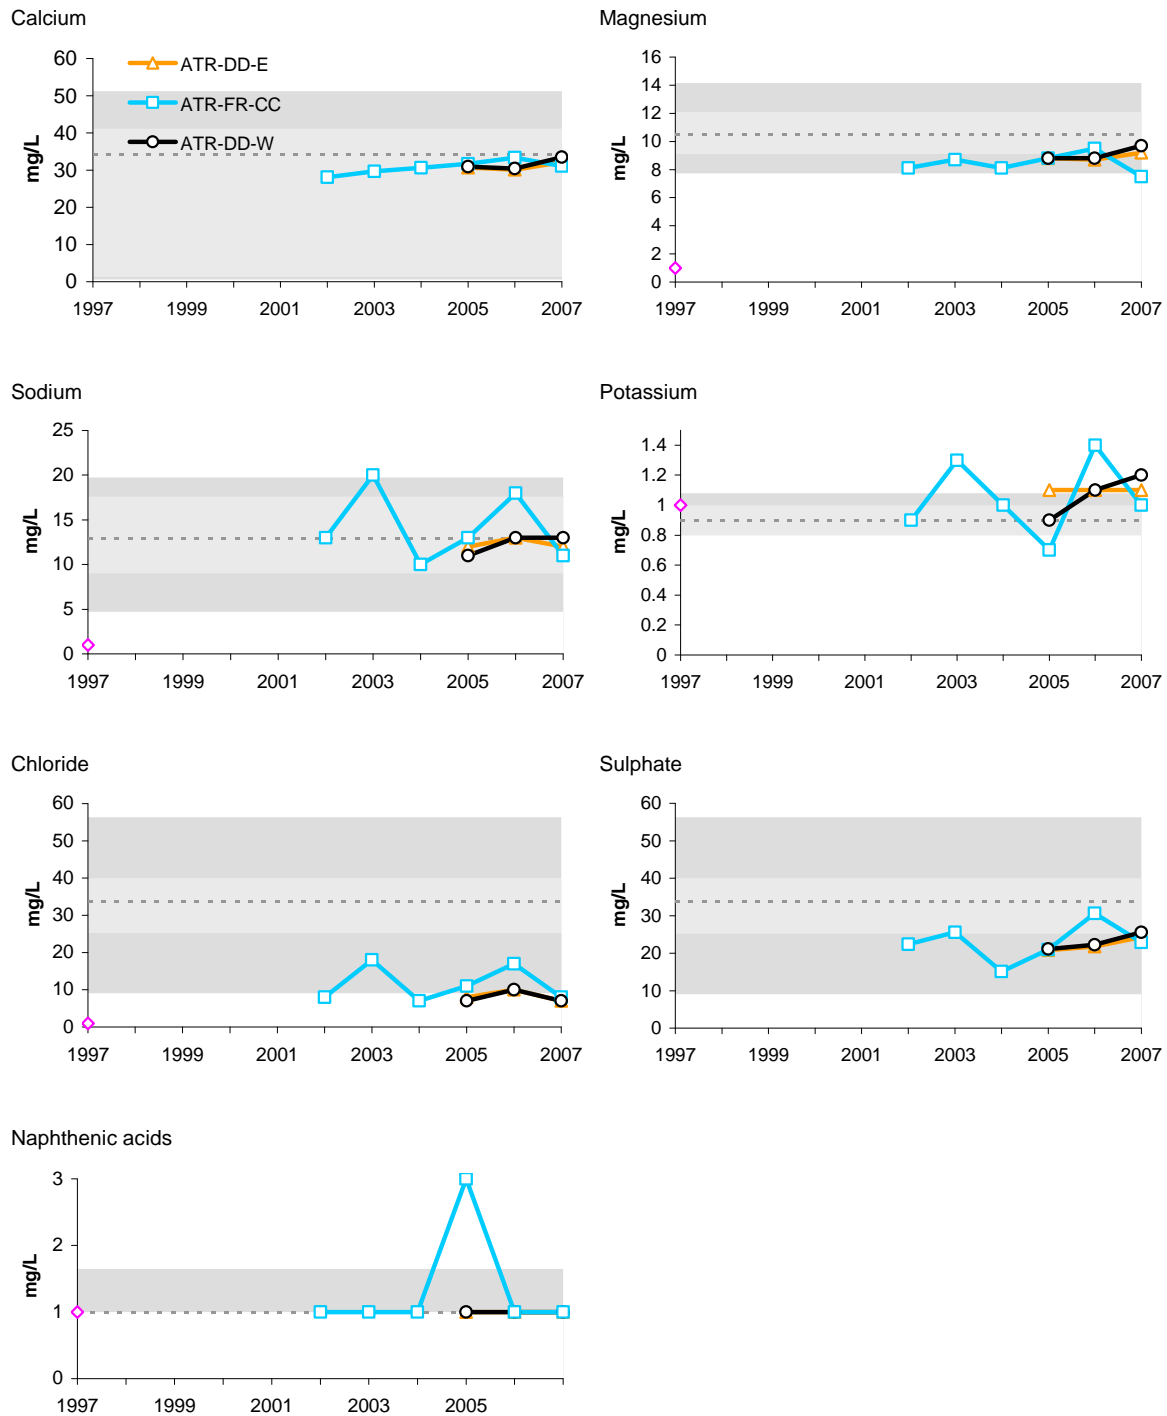 Calcium
60
50
40
30
20
10
0
mg/L
ATR-DD-E
ATR-FR-CC
ATR-DD-W
1997 1999 2001 2003 2005 2007
Magnesium
16
14
12
10
8
6
4
2
0
mg/L
1997 1999 2001 2003 2005 2007
Sodium
25
20
15
10
5
0
mg/L
1997 1999 2001 2003 2005 2007
Potassium
1.4
1.2
1
0.8
0.6
0.4
0.2
0
mg/L
1997 1999 2001 2003 2005 2007
Chloride
60
50
40
30
20
10
0
mg/L
1997 1999 2001 2003 2005 2007
Sulphate
60
50
40
30
20
10
0
mg/L
1997 1999 2001 2003 2005 2007
Naphthenic acids
3
2
1
0
mg/L
1997 1999 2001 2003 2005